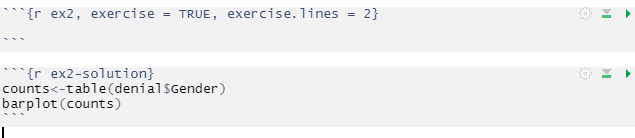 ```{r ex2, exercise = TRUE, exercise.lines = 2}
```
```{r ex2-solution}
counts<-table(denial$Gender)
barplot(counts)
```